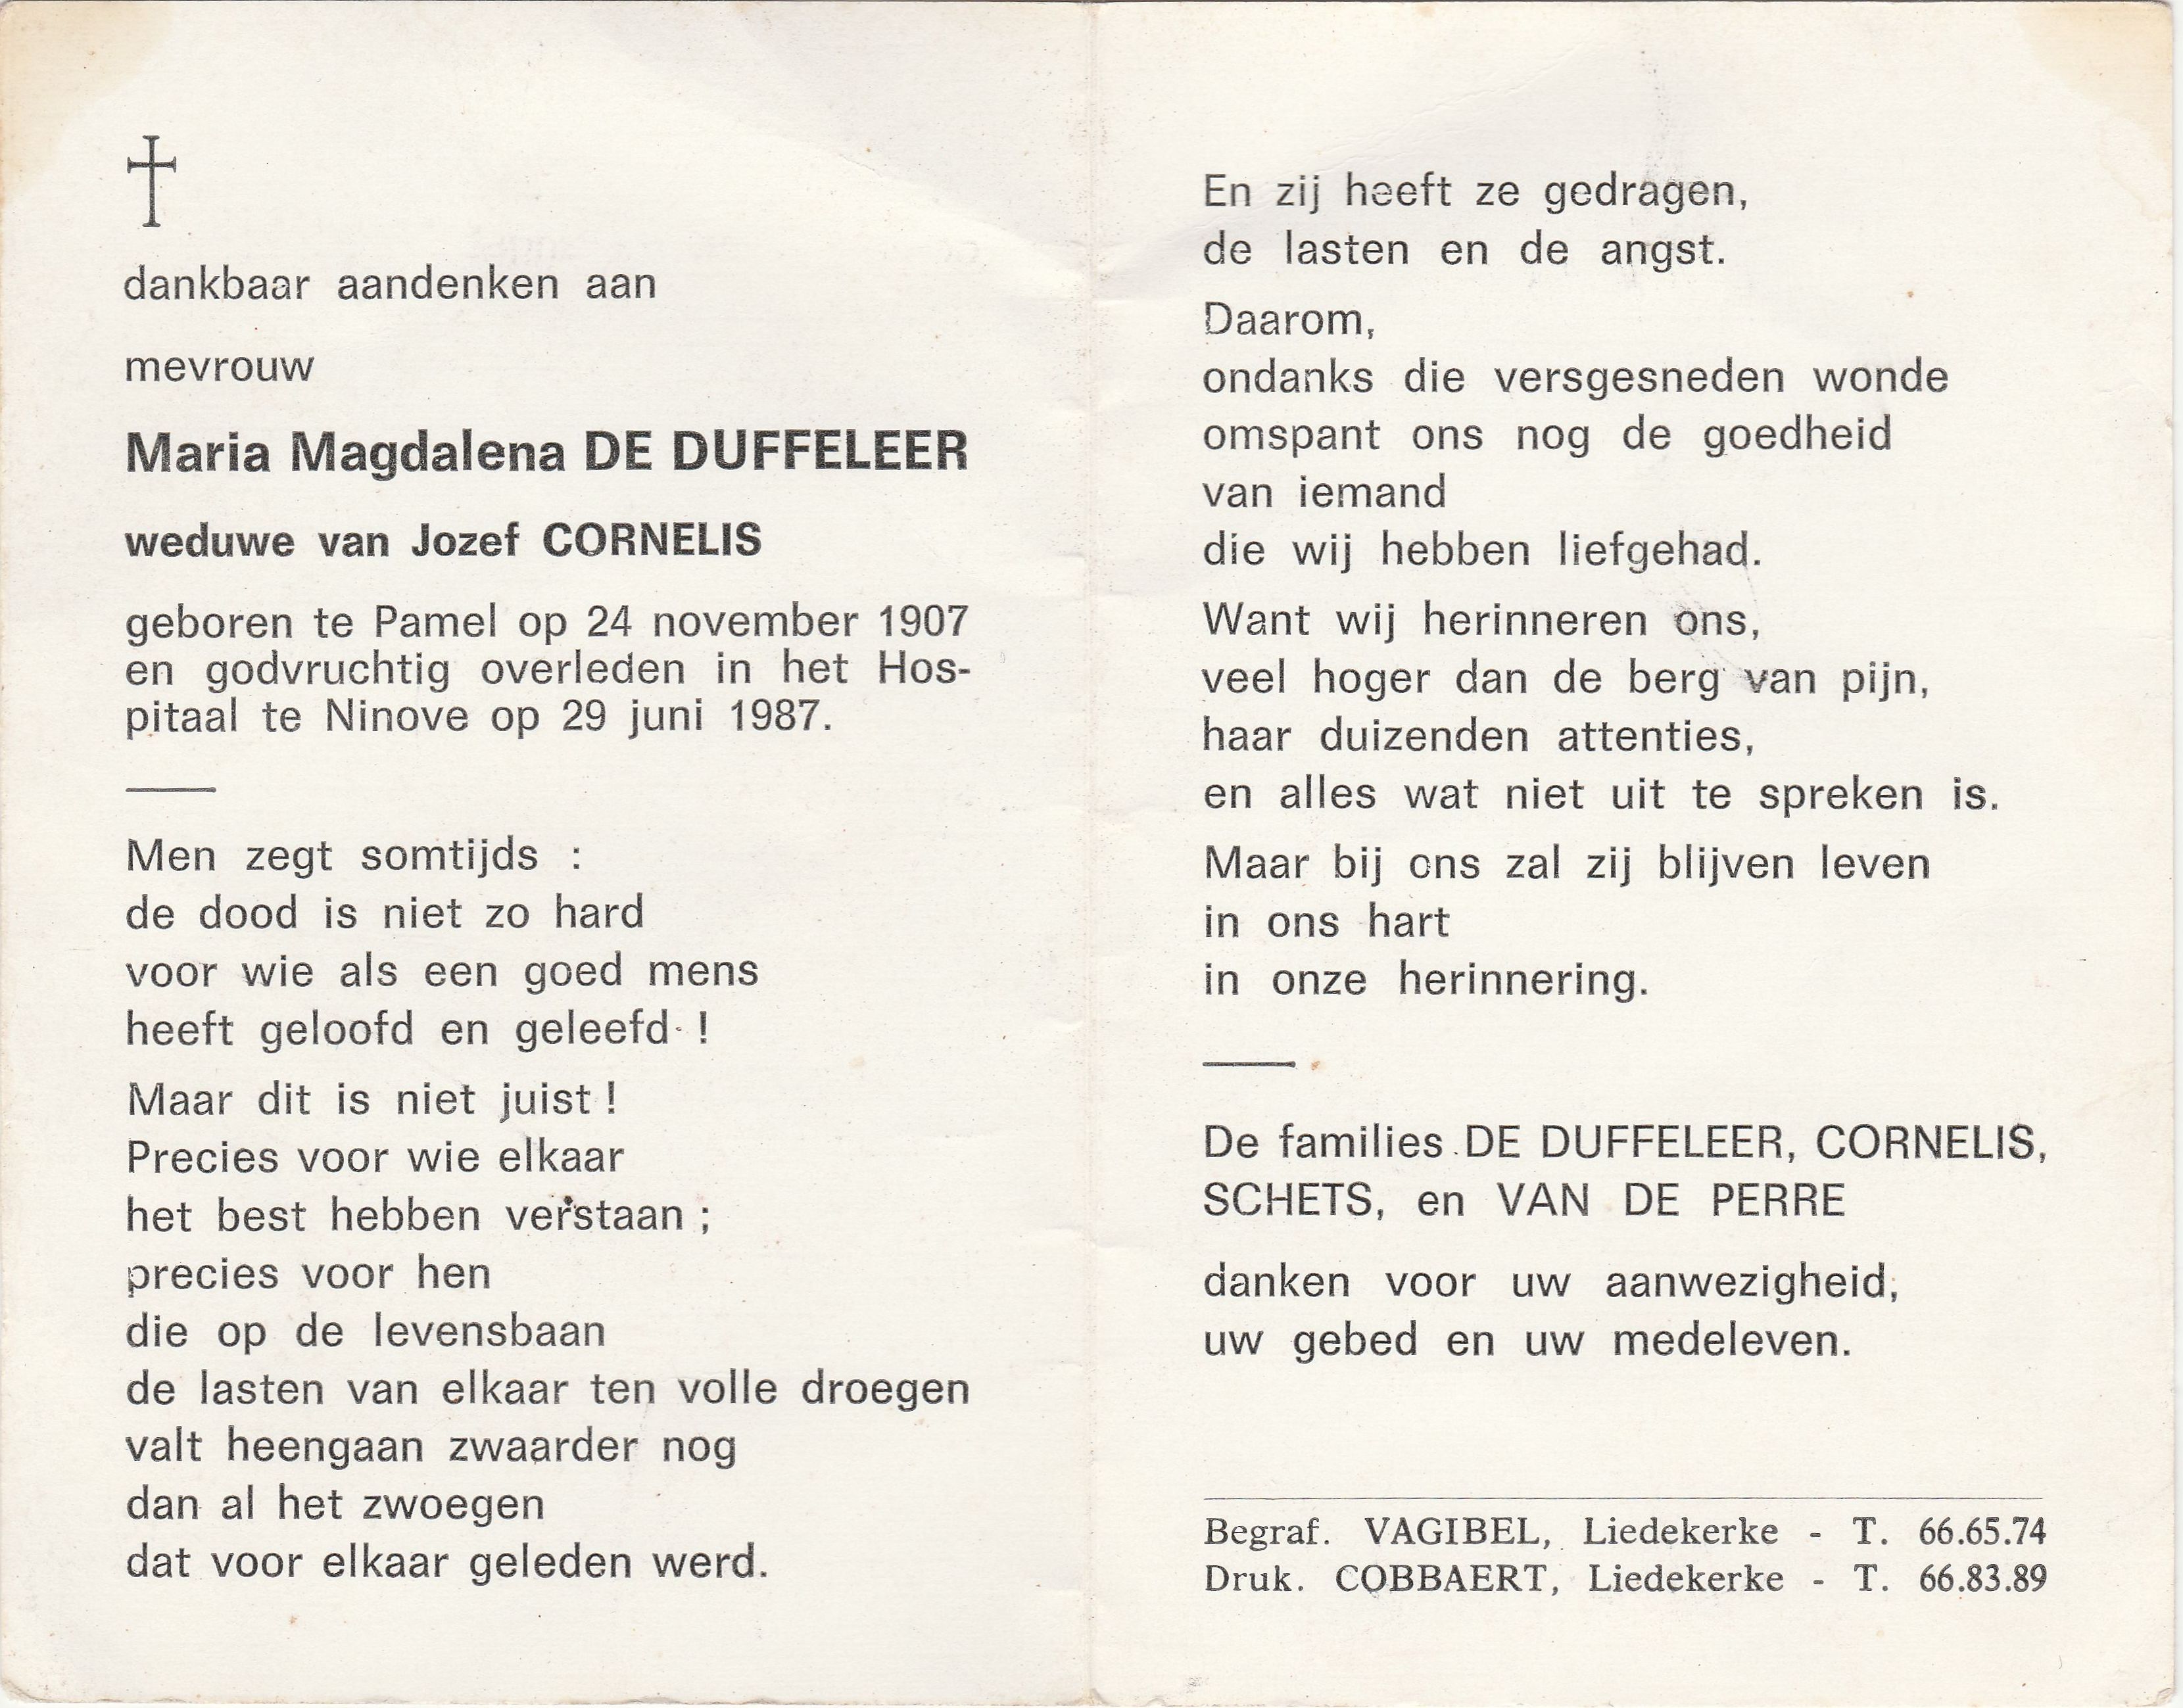 dankbaar aandenken aan
mevrouw
Maria Magdalena DE DUFFELEER
weduwe van Jozef CORNELIS
geboren te Pamel op 24 november 1907
en godvruchtig overleden in het Hos-
pitaal te Ninove op 29 juni 1987.
Men zegt somtijds :
de dood is niet zo hard
voor wie als een goed mens
heeft geloofd en geleefd !
Maar dit is niet juist !
Precies voor wie elkaar
het best hebben verstaan ;
precies voor hen
die op de levensbaan
de lasten van elkaar ten volle droegen
valt heengaan zwaarder nog
dan al het zwoegen
dat voor elkaar geleden werd.
En zij heeft ze gedragen,
de lasten en de angst.
Daarom,
ondanks die versgesneden wonde
omspant ons nog de goedheid
van iemand
die wij hebben liefgehad.
Want wij herinneren ons,
veel hoger dan de berg van pijn,
haar duizenden attenties,
en alles wat niet uit te spreken is.
Maar bij ons zal zij blijven leven
in ons hart
in onze herinnering.
De families DE DUFFELEER, CORNELIS,
SCHETS, en VAN DE PERRE
danken voor uw aanwezigheid,
uw gebed en uw medeleven.
Begraf. VAGIBEL, Liedekerke - T. 66.65.74
Druk. COBBAERT, Liedekerke - T. 66.83.89